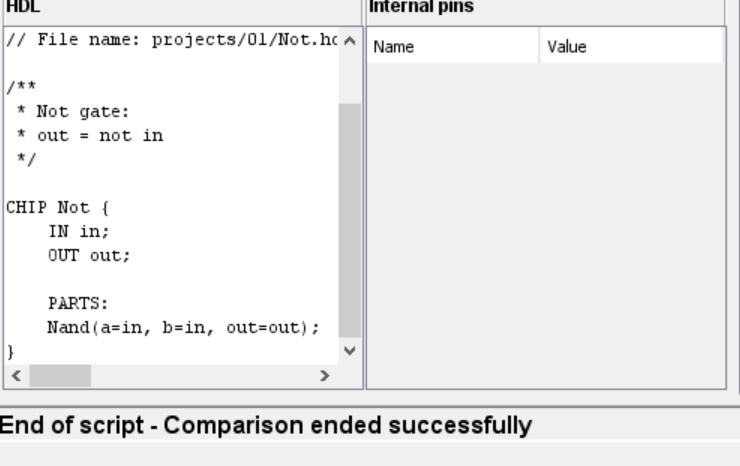 HDL
Internal pins
// File name: projects/01/Not.hd
Name Value
/**
 * Not gate:
 * out = not in
 */
CHIP Not {
    IN in;
    OUT out;
    PARTS:
    Nand(a=in, b=in, out=out);
}
End of script - Comparison ended successfully